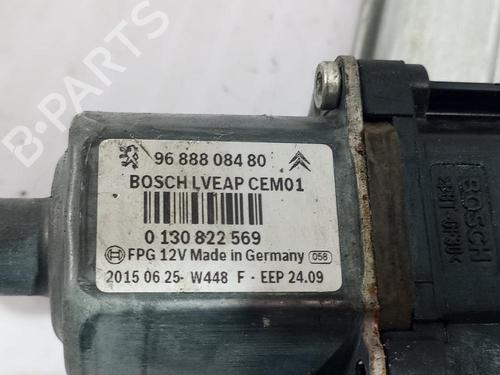 B-PARTS
96 888 084 80
BOSCH LVEAP CEM01
0 130 822 569
BOSCH
FPG 12V Made in Germany 058
2015 06 25- W448 F · EEP 24.09